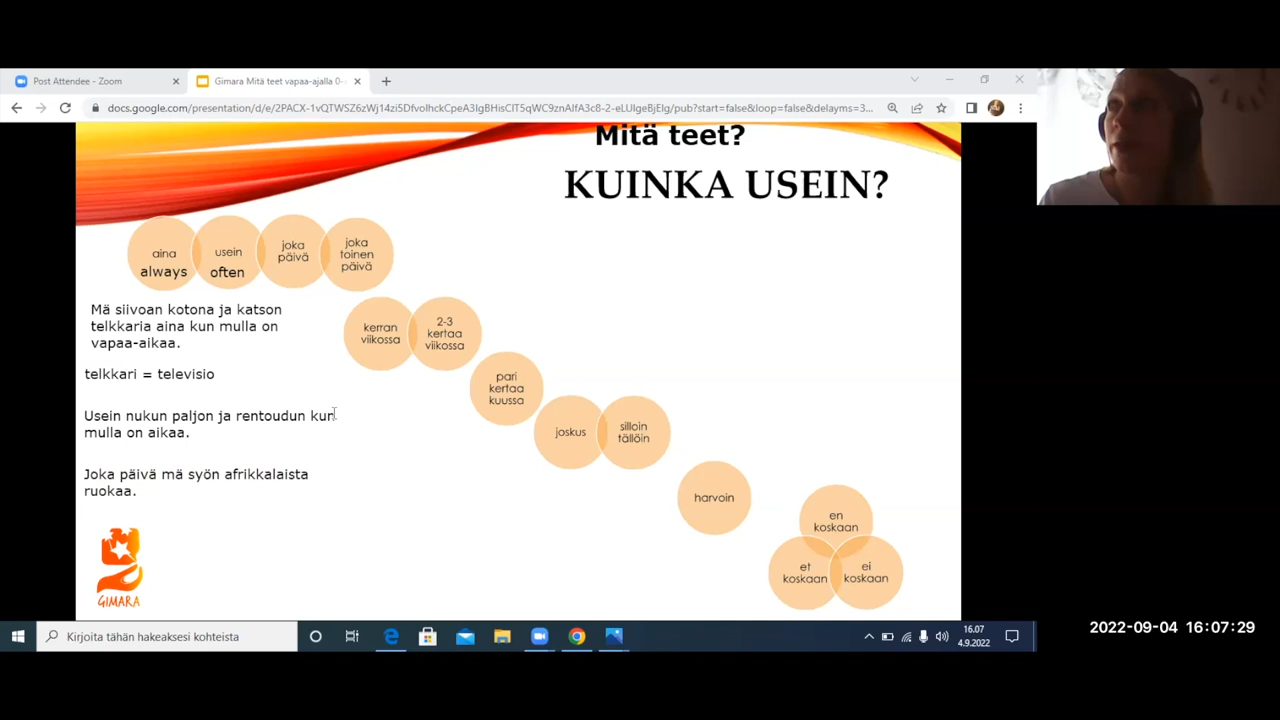 Post Attendee - Zoom
Gimara Mitä teet vapaa-ajalla 0-
docs.google.com/presentation/d/e/2PACX-1vQTWSZ6zWj14zi5DfvolhckCpeA3IgBHisClT5qWC9znAlfA3c8-2-eLUIgeBjEIg/pub?start=false&loop=false&delayms=3...
Mitä teet?
KUINKA USEIN?
aina
always
usein
often
joka
päivä
joka
toinen
päivä
Mä siivoan kotona ja katson
telkkaria aina kun mulla on
vapaa-aikaa.
kerran
viikossa
2-3
kertaa
viikossa
telkkari = televisio
pari
kertaa
kuussa
Usein nukun paljon ja rentoudun kun
mulla on aikaa.
joskus
silloin
tällöin
Joka päivä mä syön afrikkalaista
ruokaa.
harvoin
en
koskaan
et
koskaan
ei
koskaan
GIMARA
Kirjoita tähän hakeaksesi kohteista
16.07
4.9.2022
2022-09-04 16:07:29